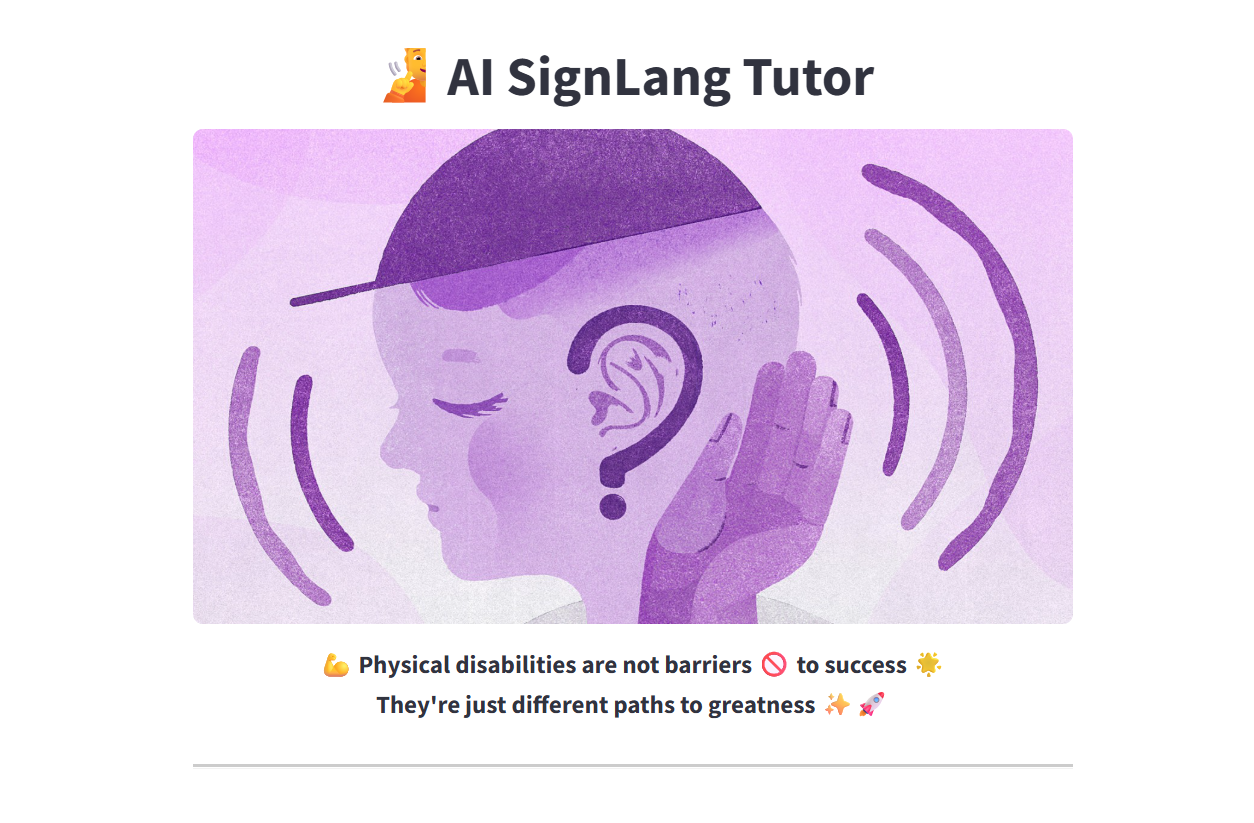 🧏 AI SignLang Tutor
💪 Physical disabilities are not barriers 🚫 to success 🌟
They're just different paths to greatness ✨ 🚀